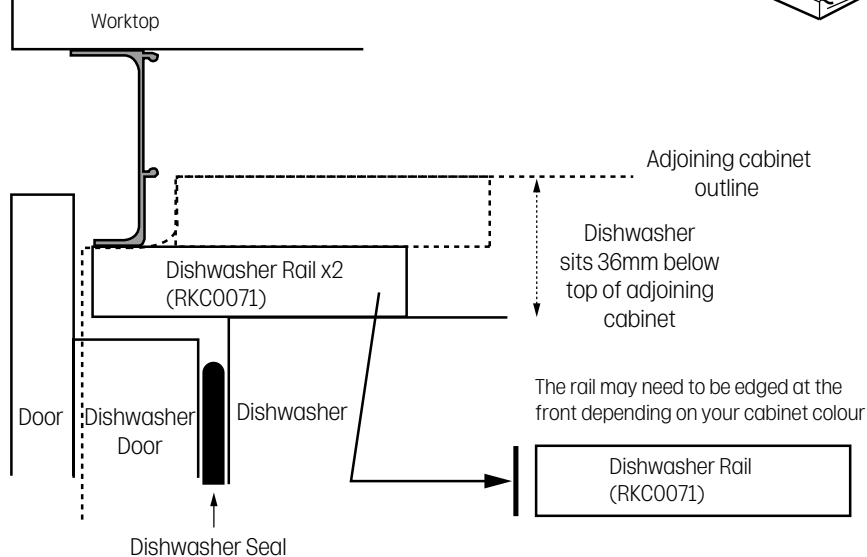 Worktop
Adjoining cabinet
outline
Dishwasher
sits 36mm below
top of adjoining
cabinet
Dishwasher Rail x2
(RKC0071)
Door
Dishwasher
Door
Dishwasher
The rail may need to be edged at the
front depending on your cabinet colour
Dishwasher Rail
(RKC0071)
Dishwasher Seal